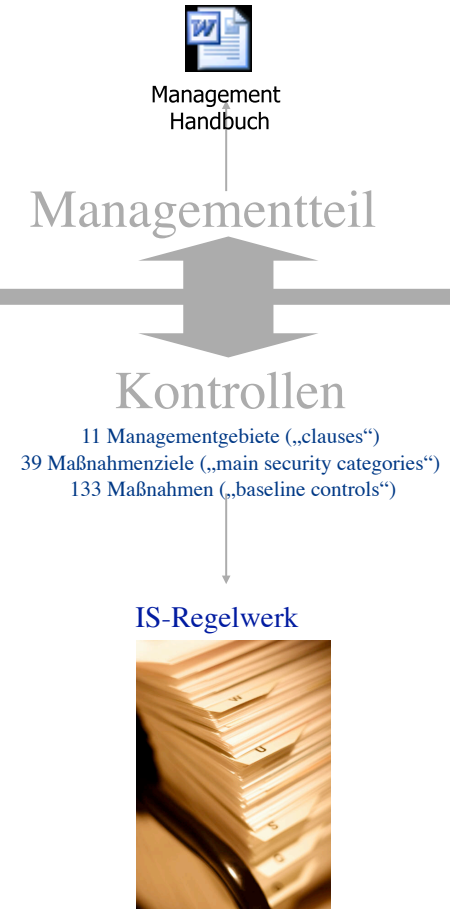 W
Management
Handbuch
Managementteil
Kontrollen
11 Managementgebiete („clauses“)
39 Maßnahmenziele („main security categories“)
133 Maßnahmen („baseline controls“)
IS-Regelwerk
W
U
S